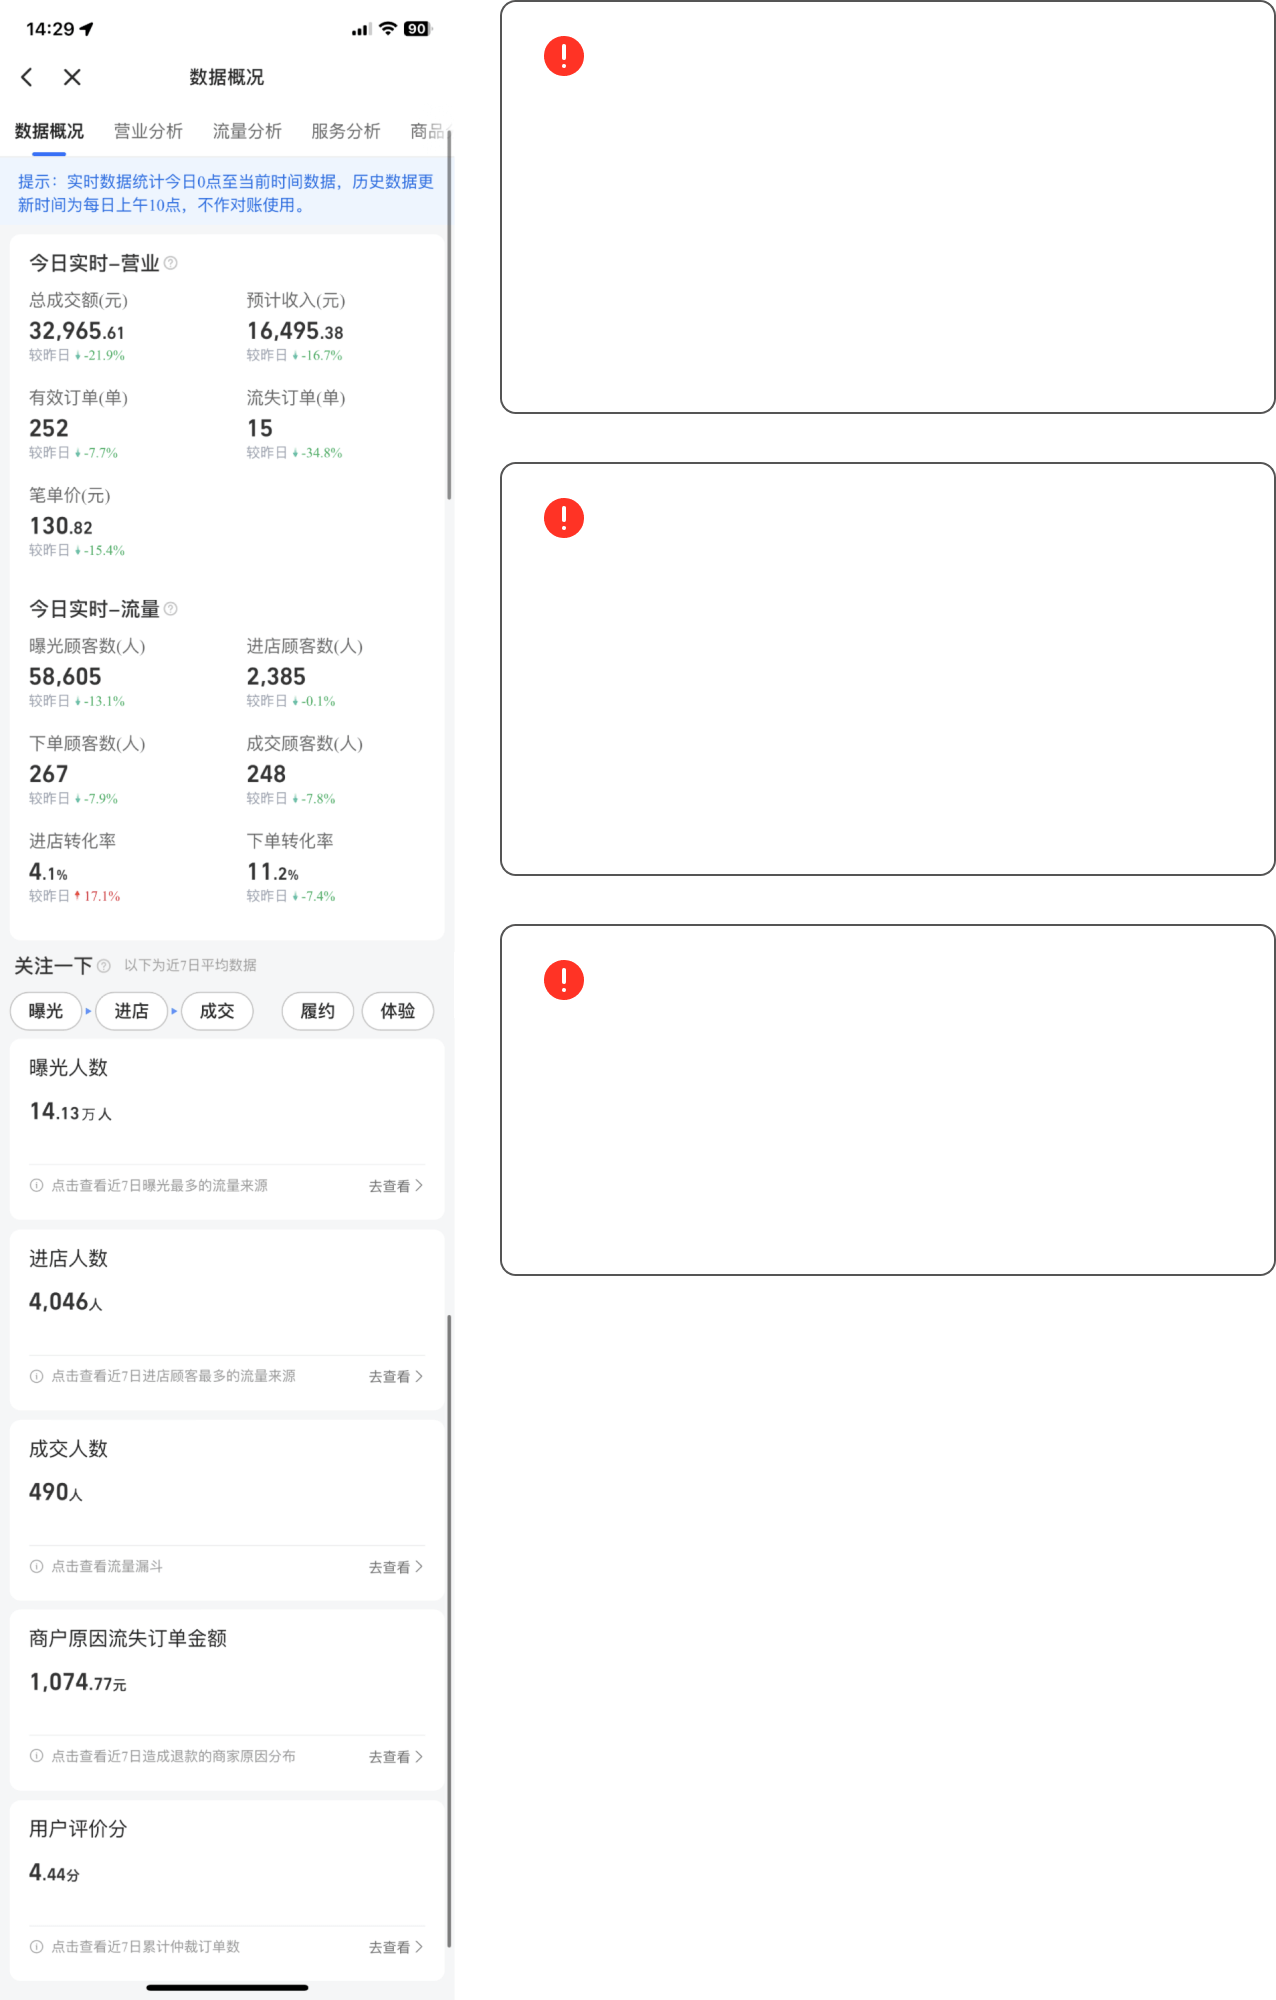 14:29
90
数据概况
数据概况 营业分析 流量分析 服务分析 商品
提示：实时数据统计今日0点至当前时间数据，历史数据更
新时间为每日上午10点，不作对账使用。
今日实时-营业
总成交额(元) 预计收入(元)
32,965.61 16,495.38
较昨日 -21.9% 较昨日 -16.7%
有效订单(单) 流失订单(单)
252 15
较昨日 -7.7% 较昨日 -34.8%
笔单价(元)
130.82
较昨日 -15.4%
今日实时-流量
曝光顾客数(人) 进店顾客数(人)
58,605 2,385
较昨日 -13.1% 较昨日 -0.1%
下单顾客数(人) 成交顾客数(人)
267 248
较昨日 -7.9% 较昨日 -7.8%
进店转化率 下单转化率
4.1% 11.2%
较昨日 17.1% 较昨日 -7.4%
关注一下 以下为近7日平均数据
曝光 进店 成交 履约 体验
曝光人数
14.13万人
点击查看近7日曝光最多的流量来源 去查看
进店人数
4,046人
点击查看近7日进店顾客最多的流量来源 去查看
成交人数
490人
点击查看流量漏斗 去查看
商户原因流失订单金额
1,074.77元
点击查看近7日造成退款的商家原因分布 去查看
用户评价分
4.44分
点击查看近7日累计仲裁订单数 去查看